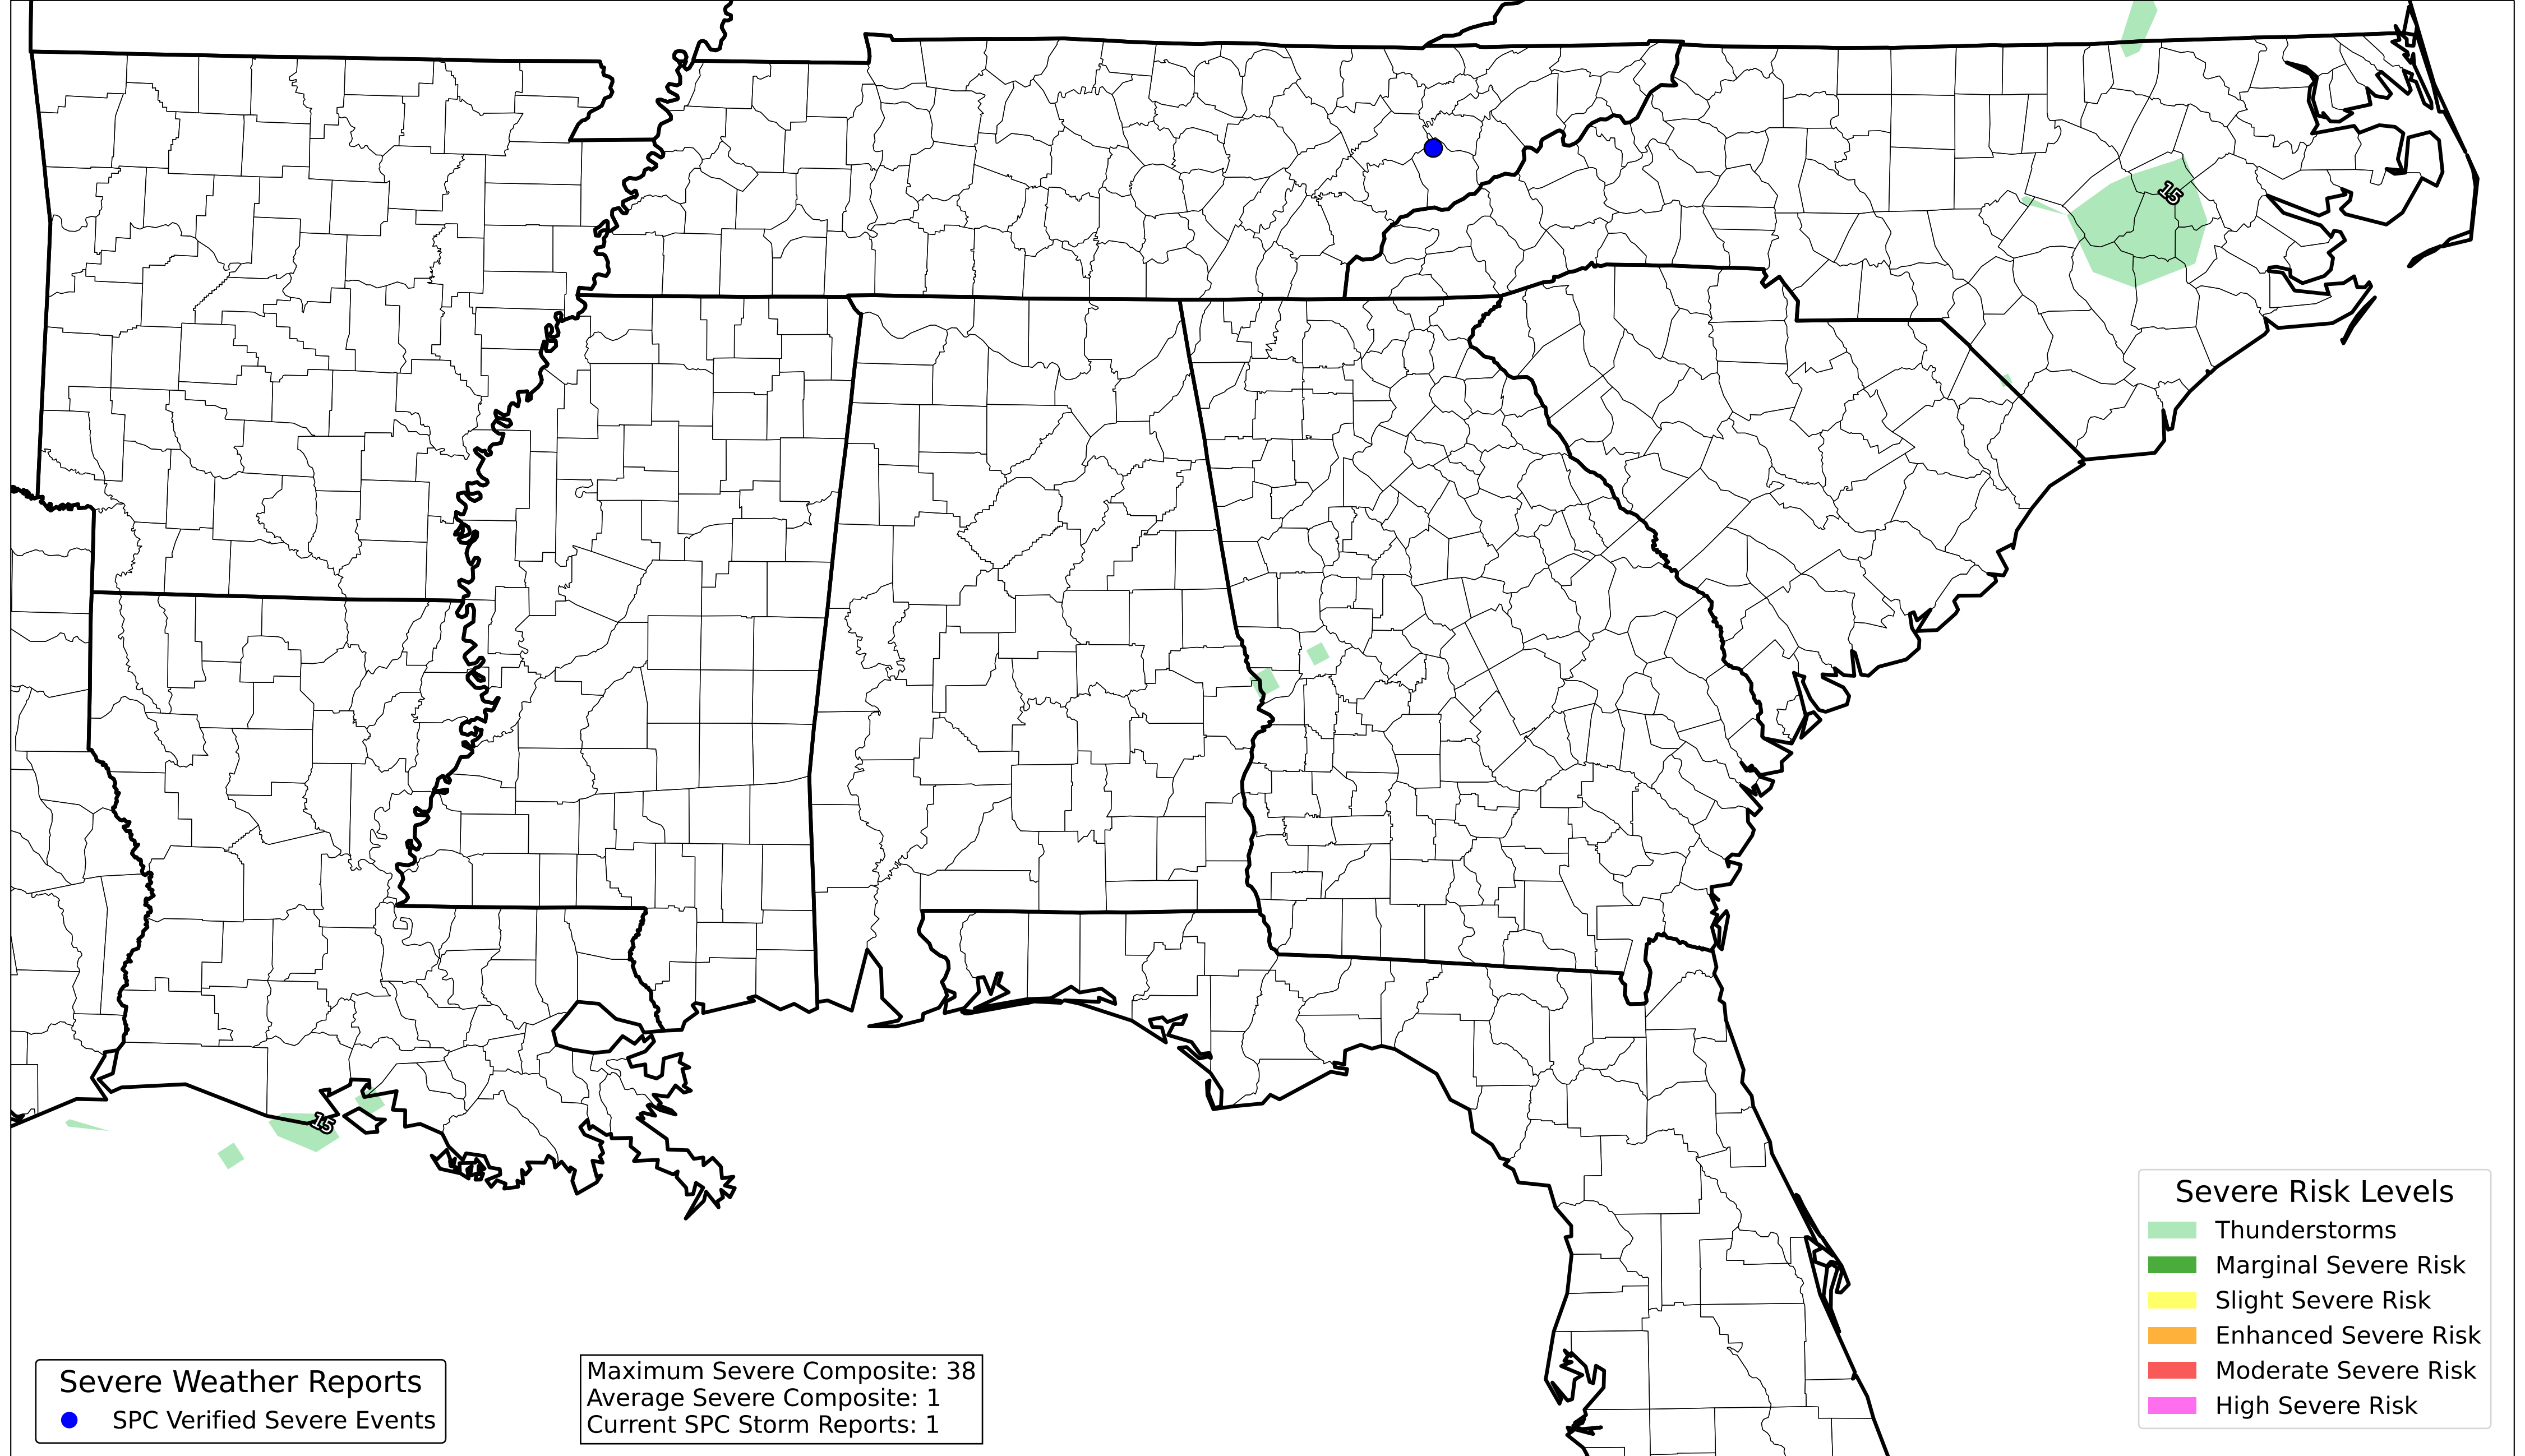 15
15
Severe Risk Levels
Thunderstorms
Marginal Severe Risk
Slight Severe Risk
Enhanced Severe Risk
Moderate Severe Risk
High Severe Risk
Severe Weather Reports
SPC Verified Severe Events
Maximum Severe Composite: 38
Average Severe Composite: 1
Current SPC Storm Reports: 1